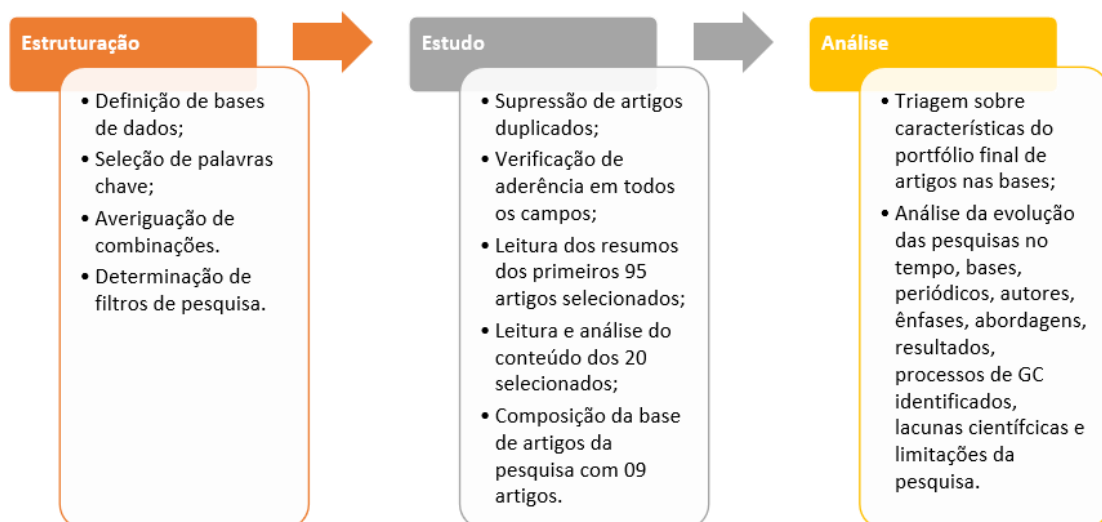 Estruturação
• Definição de bases
de dados;
• Seleção de palavras
chave;
• Averiguação de
combinações.
• Determinação de
filtros de pesquisa.
Estudo
• Supressão de artigos
duplicados;
• Verificação de
aderência em todos
os campos;
• Leitura dos resumos
dos primeiros 95
artigos selecionados;
• Leitura e análise do
conteúdo dos 20
selecionados;
• Composição da base
de artigos da
pesquisa com 09
artigos.
Análise
• Triagem sobre
características do
portfólio final de
artigos nas bases;
• Análise da evolução
das pesquisas no
tempo, bases,
periódicos, autores,
ênfases, abordagens,
resultados,
processos de GC
identificados,
lacunas científcicas e
limitações da
pesquisa.